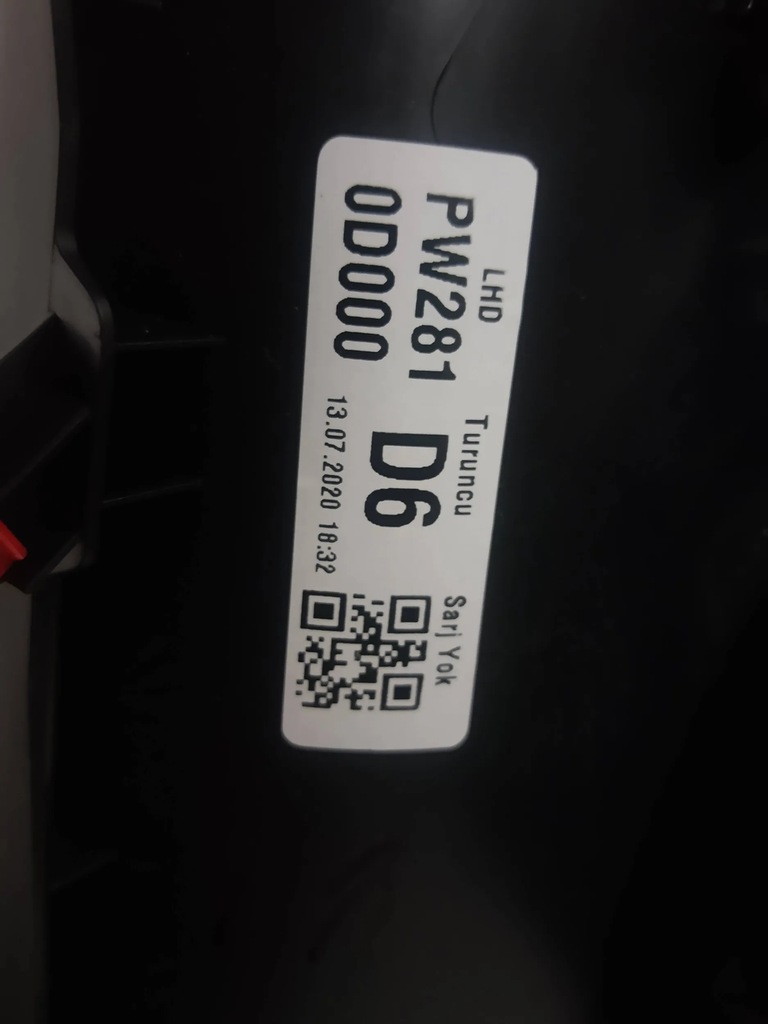 LHD Turuncu Sarj Yok
PW281 D6
0D000 13.07.2020 18:32